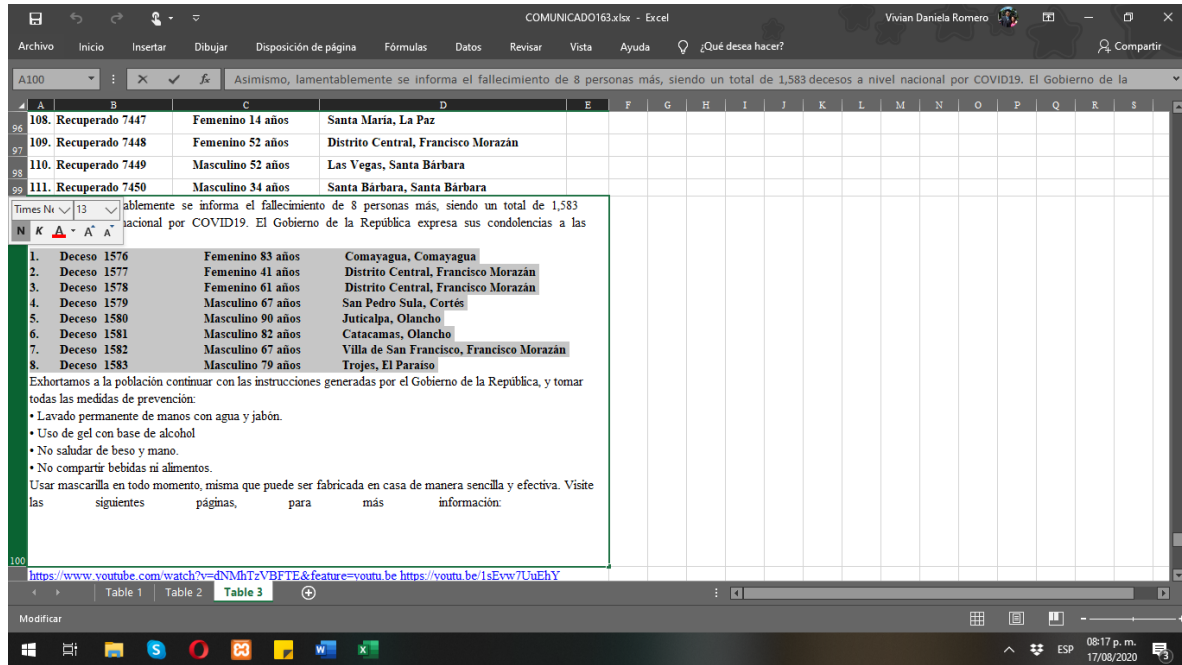 COMUNICADO163.xlsx - Excel
Vivian Daniela Romero
Archivo Inicio Insertar Dibujar Disposición de página Fórmulas Datos Revisar Vista Ayuda ¿Qué desea hacer? Compartir
A100 fx Asimismo, lamentablemente se informa el fallecimiento de 8 personas más, siendo un total de 1,583 decesos a nivel nacional por COVID19. El Gobierno de la
A B C D E F G H I J K L M N O P Q R S
96 108. Recuperado 7447 Femenino 14 años Santa María, La Paz
97 109. Recuperado 7448 Femenino 52 años Distrito Central, Francisco Morazán
98 110. Recuperado 7449 Masculino 52 años Las Vegas, Santa Bárbara
99 111. Recuperado 7450 Masculino 34 años Santa Bárbara, Santa Bárbara
Times Ne 13
N K A A A
ablemente se informa el fallecimiento de 8 personas más, siendo un total de 1,583
nacional por COVID19. El Gobierno de la República expresa sus condolencias a las
1. Deceso 1576 Femenino 83 años Comayagua, Comayagua
2. Deceso 1577 Femenino 41 años Distrito Central, Francisco Morazán
3. Deceso 1578 Femenino 61 años Distrito Central, Francisco Morazán
4. Deceso 1579 Masculino 67 años San Pedro Sula, Cortés
5. Deceso 1580 Masculino 90 años Juticalpa, Olancho
6. Deceso 1581 Masculino 82 años Catacamas, Olancho
7. Deceso 1582 Masculino 67 años Villa de San Francisco, Francisco Morazán
8. Deceso 1583 Masculino 79 años Trojes, El Paraíso
Exhortamos a la población continuar con las instrucciones generadas por el Gobierno de la República, y tomar
todas las medidas de prevención:
• Lavado permanente de manos con agua y jabón.
• Uso de gel con base de alcohol
• No saludar de beso y mano.
• No compartir bebidas ni alimentos.
Usar mascarilla en todo momento, misma que puede ser fabricada en casa de manera sencilla y efectiva. Visite
las siguientes páginas, para más información:
100
https://www.youtube.com/watch?v=dNMhTzVBFTE&feature=youtu.be https://youtu.be/1sEvw7UuEhY
Table 1 Table 2 Table 3
Modificar
ESP 08:17 p. m.
17/08/2020